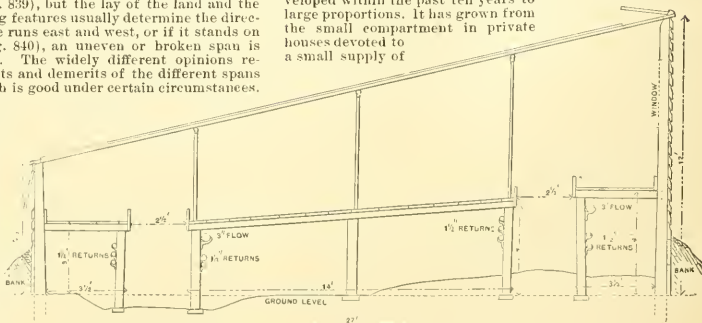 . 839), but the lay of the land and the
g features usually determine the direc-
e runs east and west, or if it stands on
g. 840), an uneven or broken span is
. The widely different opinions re-
ts and demerits of the different spans
h is good under certain circumstances.
veloped within the past ten years to
large proportions. It has grown from
the small compartment in private
houses devoted to
a small supply of
WINDOW
12'
2½'
2½'
3" FLOW
1½" RETURNS
3" FLOW
1½" RETURNS
1½" RETURNS
1½" RETURNS
BANK
BANK
3½'
14'
3½'
GROUND LEVEL
22'